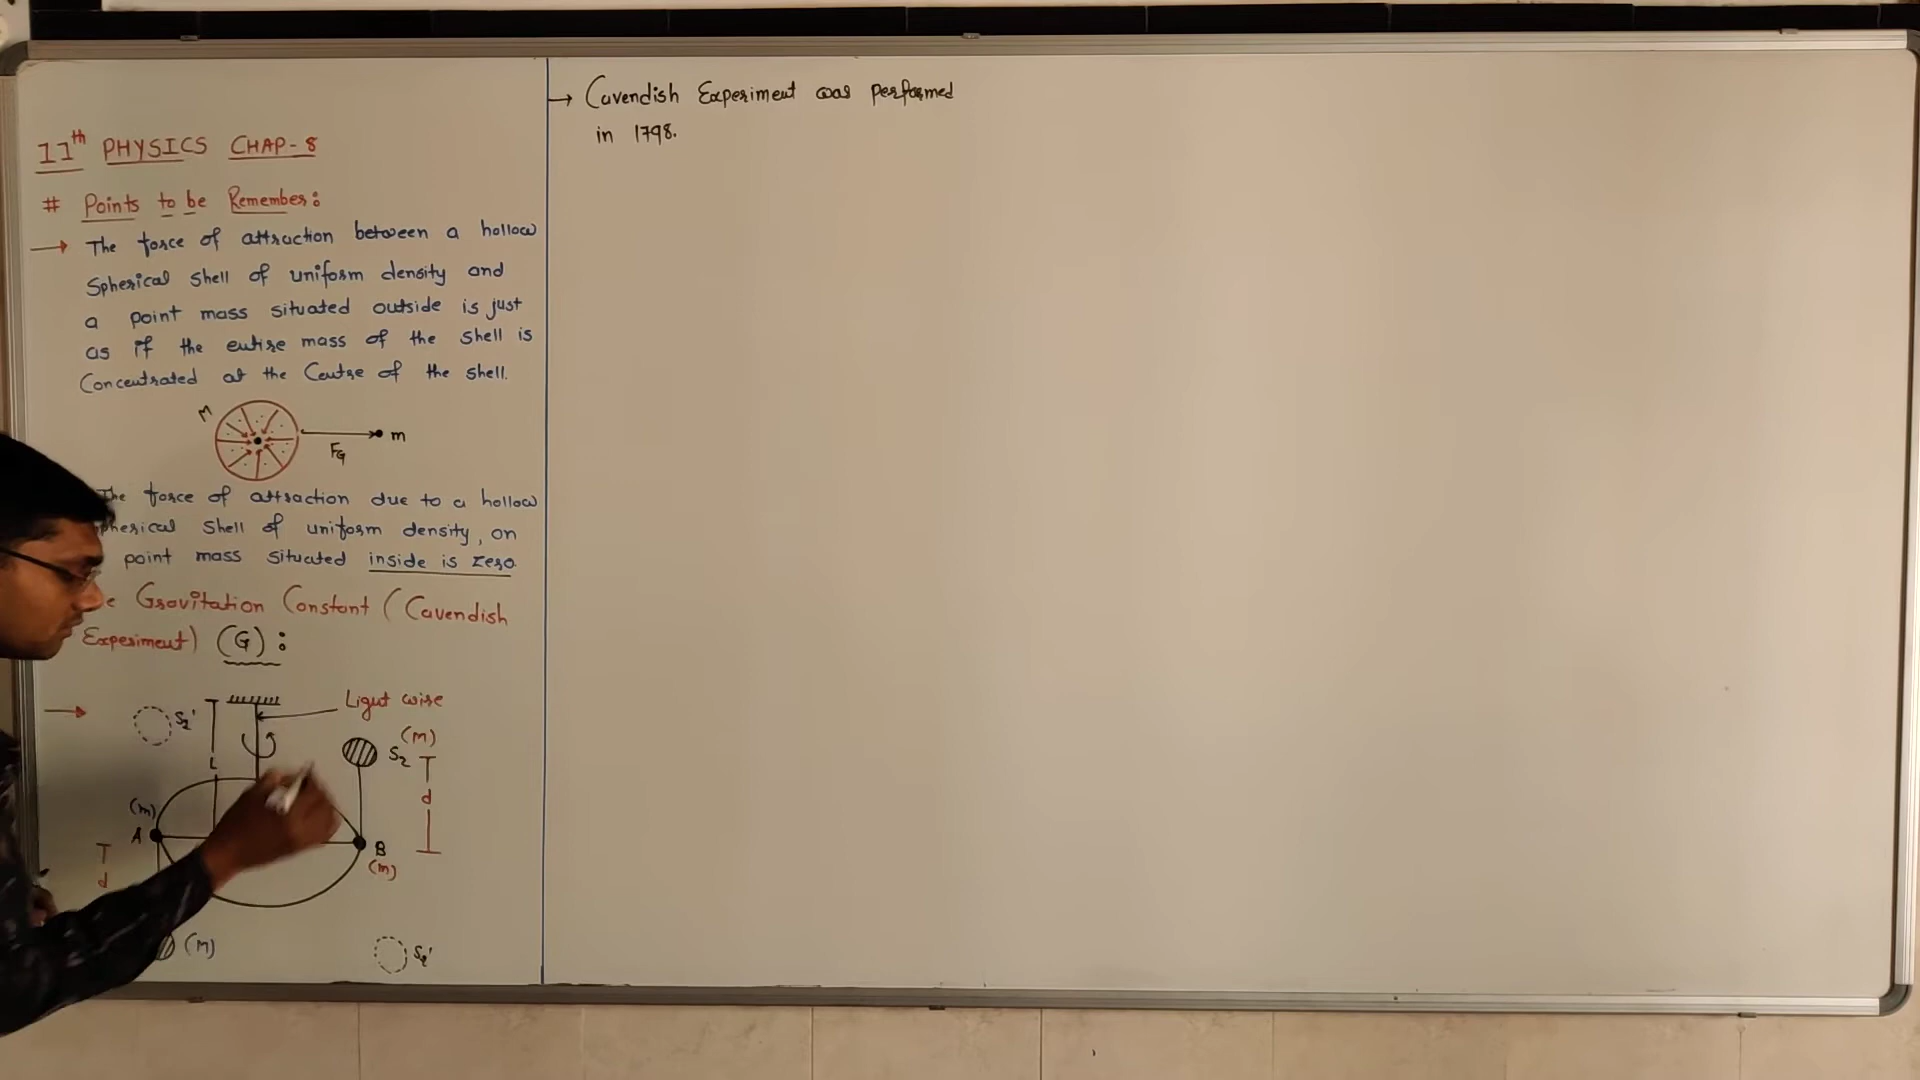 11th PHYSICS CHAP-8
# Points to be Remember:
→ The force of attraction between a hollow
Spherical shell of uniform density and
a point mass situated outside is just
as if the entire mass of the shell is
Concentrated at the Centre of the shell.
M
m
FG
The force of attraction due to a hollow
pherical shell of uniform density, on
point mass situated inside is zero.
Gravitation Constant (Cavendish
Experiment) (G):
→
Light wire
S2'
(M)
S2
L
d
(m)
A
B
(m)
d
(M)
→ Cavendish Experiment was performed
in 1798.